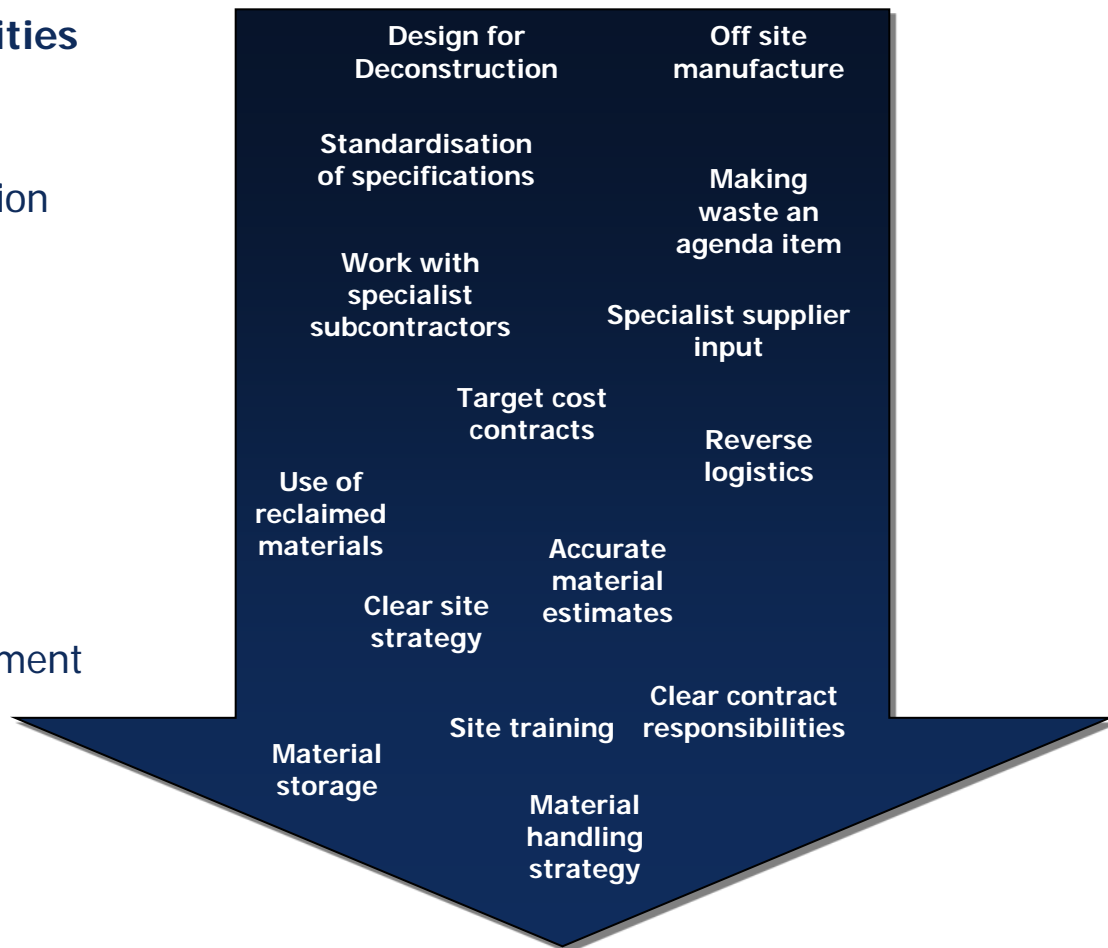 ities
Design for
Deconstruction
Off site
manufacture
Standardisation
of specifications
tion
Making
waste an
agenda item
Work with
specialist
subcontractors
Specialist supplier
input
Target cost
contracts
Reverse
logistics
Use of
reclaimed
materials
Accurate
material
estimates
Clear site
strategy
ment
Clear contract
responsibilities
Site training
Material
storage
Material
handling
strategy